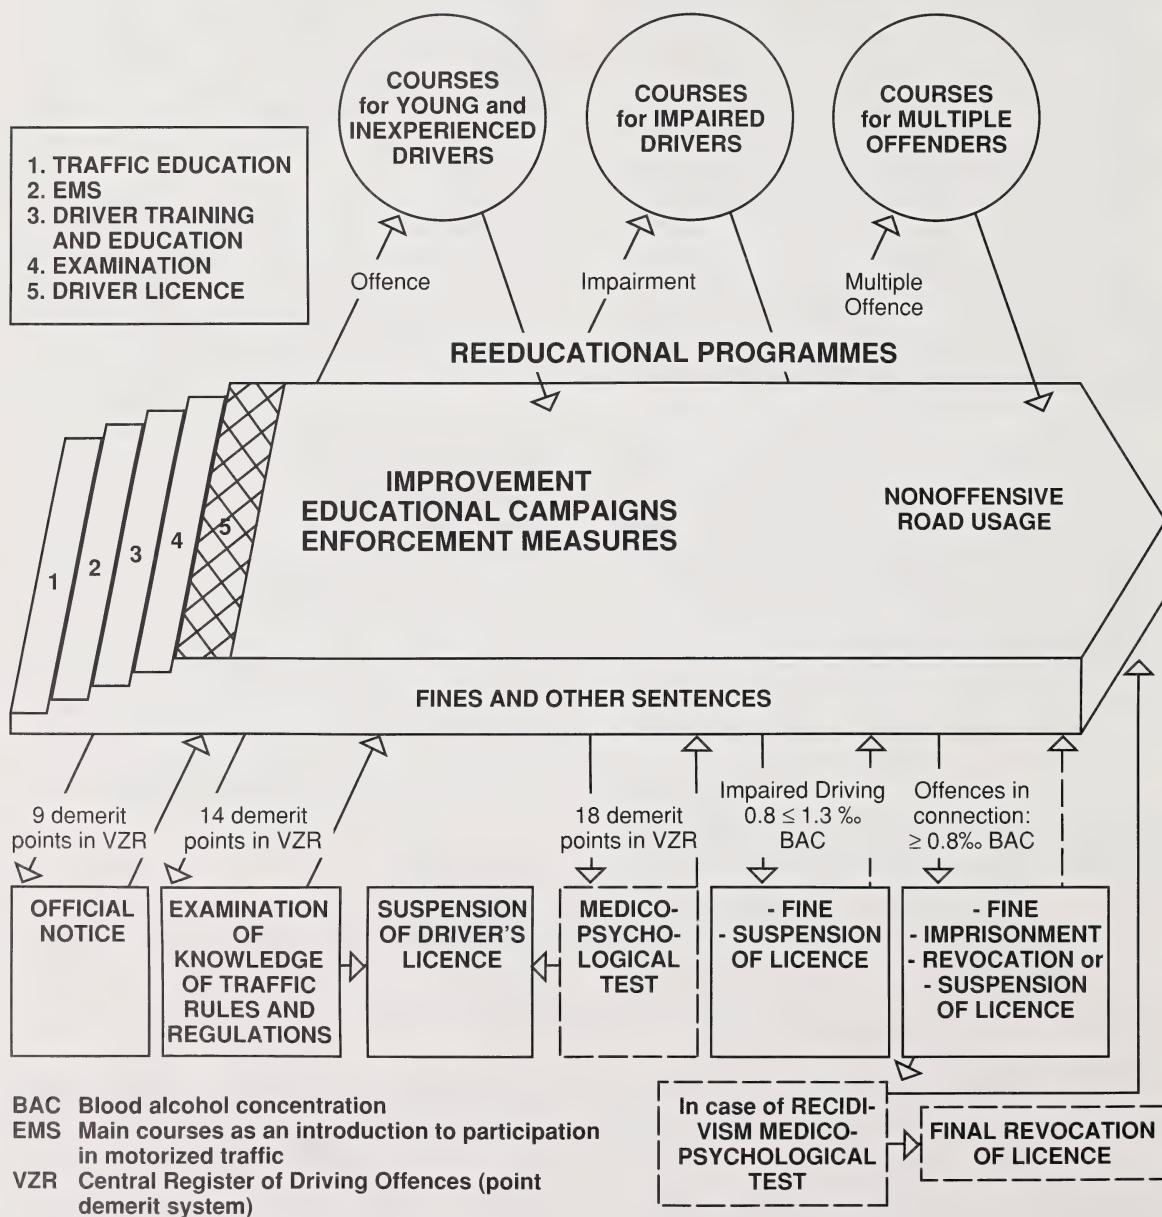 COURSES
for YOUNG and
INEXPERIENCED
DRIVERS
COURSES
for IMPAIRED
DRIVERS
COURSES
for MULTIPLE
OFFENDERS
1. TRAFFIC EDUCATION
2. EMS
3. DRIVER TRAINING
AND EDUCATION
4. EXAMINATION
5. DRIVER LICENCE
Offence
Impairment
Multiple
Offence
REEDUCATIONAL PROGRAMMES
IMPROVEMENT
EDUCATIONAL CAMPAIGNS
ENFORCEMENT MEASURES
NONOFFENSIVE
ROAD USAGE
1
2
3
4
5
FINES AND OTHER SENTENCES
9 demerit
points in VZR
14 demerit
points in VZR
18 demerit
points in VZR
Impaired Driving
0.8 ≤ 1.3 ‰
BAC
Offences in
connection:
≥ 0.8‰ BAC
OFFICIAL
NOTICE
EXAMINATION
OF
KNOWLEDGE
OF TRAFFIC
RULES AND
REGULATIONS
SUSPENSION
OF DRIVER'S
LICENCE
MEDICO-
PSYCHO-
LOGICAL
TEST
- FINE
- SUSPENSION
OF LICENCE
- FINE
- IMPRISONMENT
- REVOCATION or
- SUSPENSION
OF LICENCE
BAC Blood alcohol concentration
EMS Main courses as an introduction to participation
in motorized traffic
VZR Central Register of Driving Offences (point
demerit system)
In case of RECIDI-
VISM MEDICO-
PSYCHOLOGICAL
TEST
FINAL REVOCATION
OF LICENCE